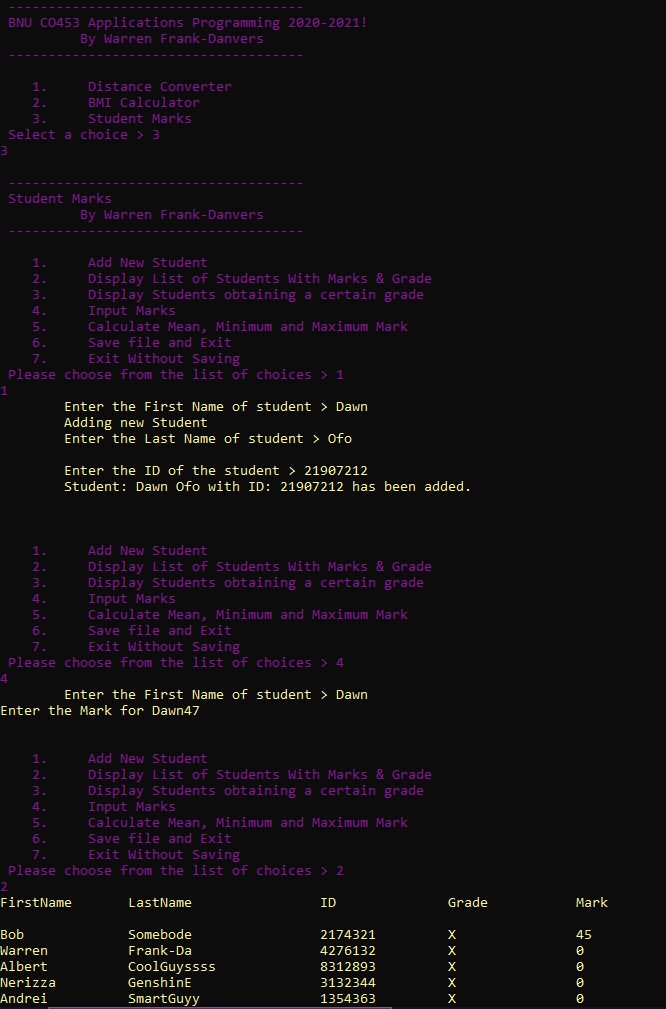 -------------------------------------
BNU CO453 Applications Programming 2020-2021!
By Warren Frank-Danvers
-------------------------------------
1. Distance Converter
2. BMI Calculator
3. Student Marks
Select a choice > 3
3
-------------------------------------
Student Marks
By Warren Frank-Danvers
-------------------------------------
1. Add New Student
2. Display List of Students With Marks & Grade
3. Display Students obtaining a certain grade
4. Input Marks
5. Calculate Mean, Minimum and Maximum Mark
6. Save file and Exit
7. Exit Without Saving
Please choose from the list of choices > 1
1
Enter the First Name of student > Dawn
Adding new Student
Enter the Last Name of student > Ofo
Enter the ID of the student > 21907212
Student: Dawn Ofo with ID: 21907212 has been added.
1. Add New Student
2. Display List of Students With Marks & Grade
3. Display Students obtaining a certain grade
4. Input Marks
5. Calculate Mean, Minimum and Maximum Mark
6. Save file and Exit
7. Exit Without Saving
Please choose from the list of choices > 4
4
Enter the First Name of student > Dawn
Enter the Mark for Dawn47
1. Add New Student
2. Display List of Students With Marks & Grade
3. Display Students obtaining a certain grade
4. Input Marks
5. Calculate Mean, Minimum and Maximum Mark
6. Save file and Exit
7. Exit Without Saving
Please choose from the list of choices > 2
2
FirstName LastName ID Grade Mark
Bob Somebode 2174321 X 45
Warren Frank-Da 4276132 X 0
Albert CoolGuyssss 8312893 X 0
Nerizza GenshinE 3132344 X 0
Andrei SmartGuyy 1354363 X 0